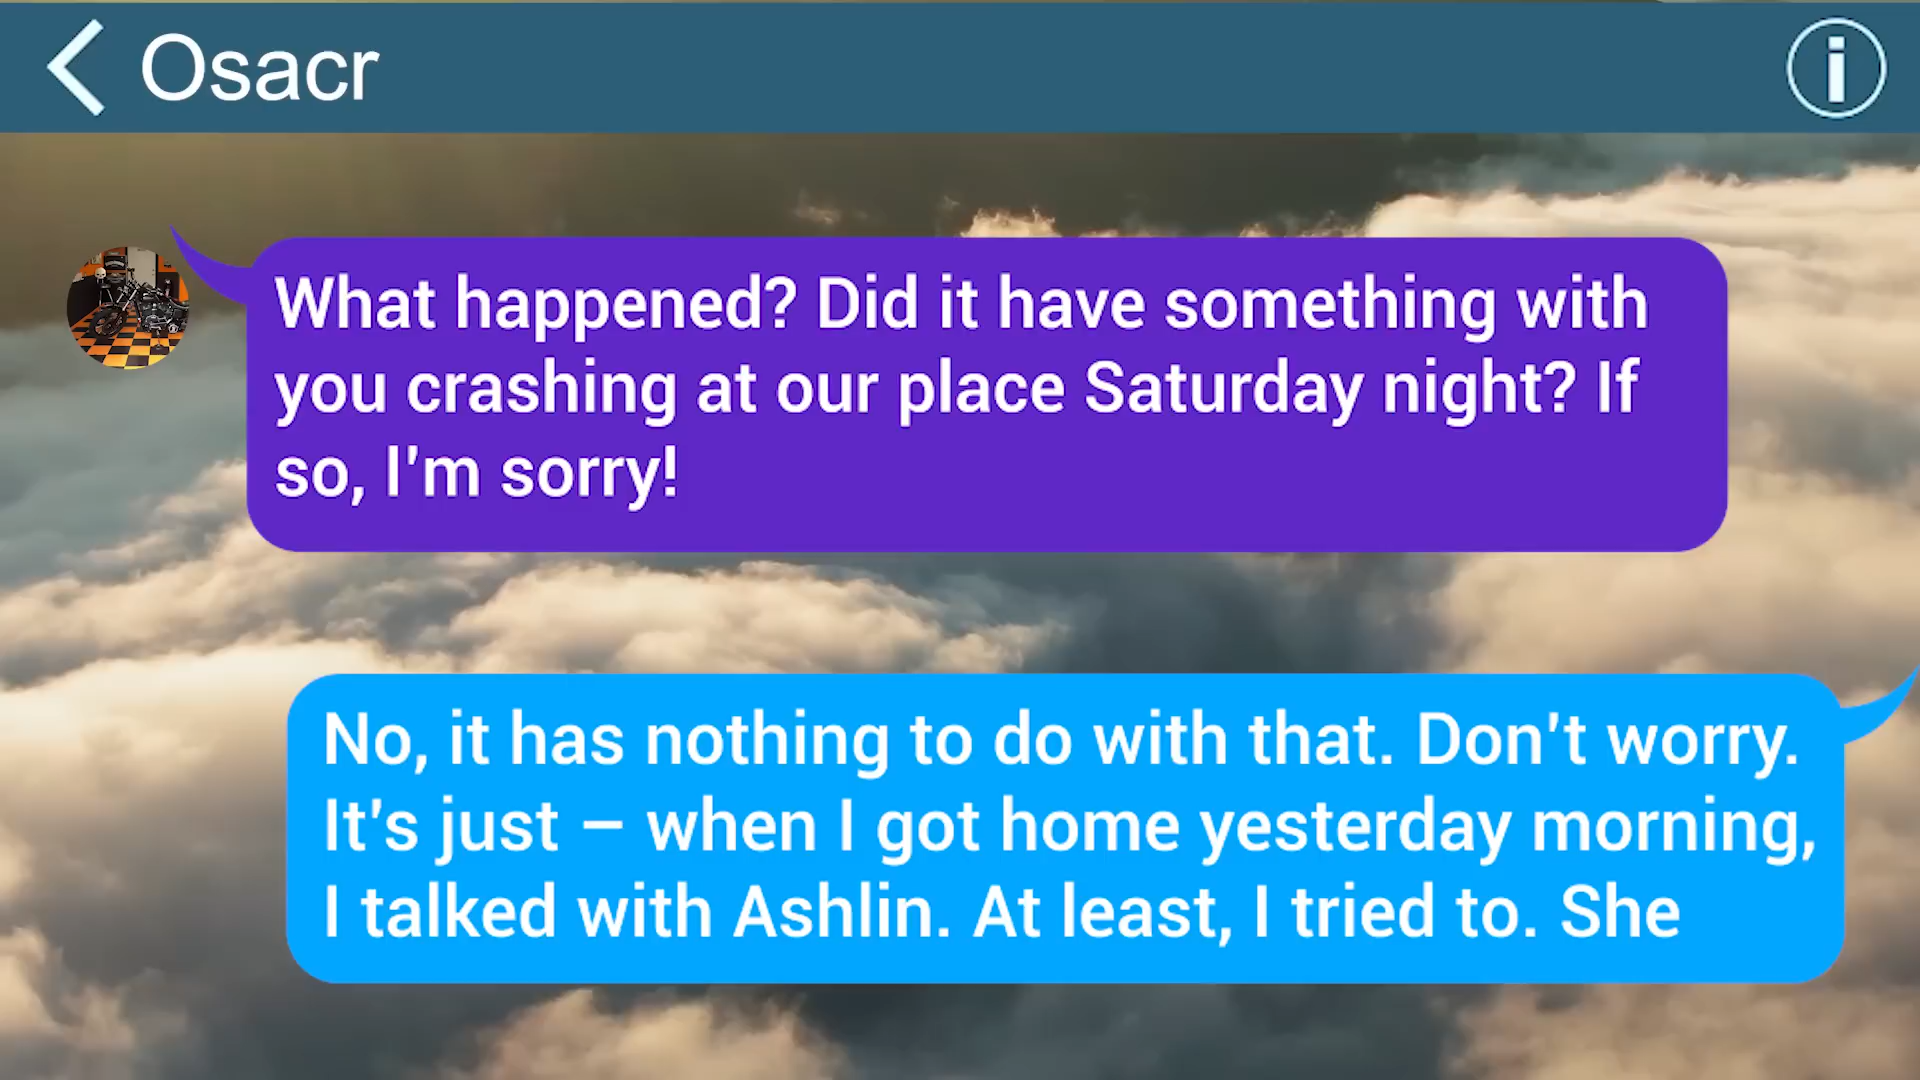 Osacr
What happened? Did it have something with
you crashing at our place Saturday night? If
so, I'm sorry!
No, it has nothing to do with that. Don't worry.
It's just – when I got home yesterday morning,
I talked with Ashlin. At least, I tried to. She